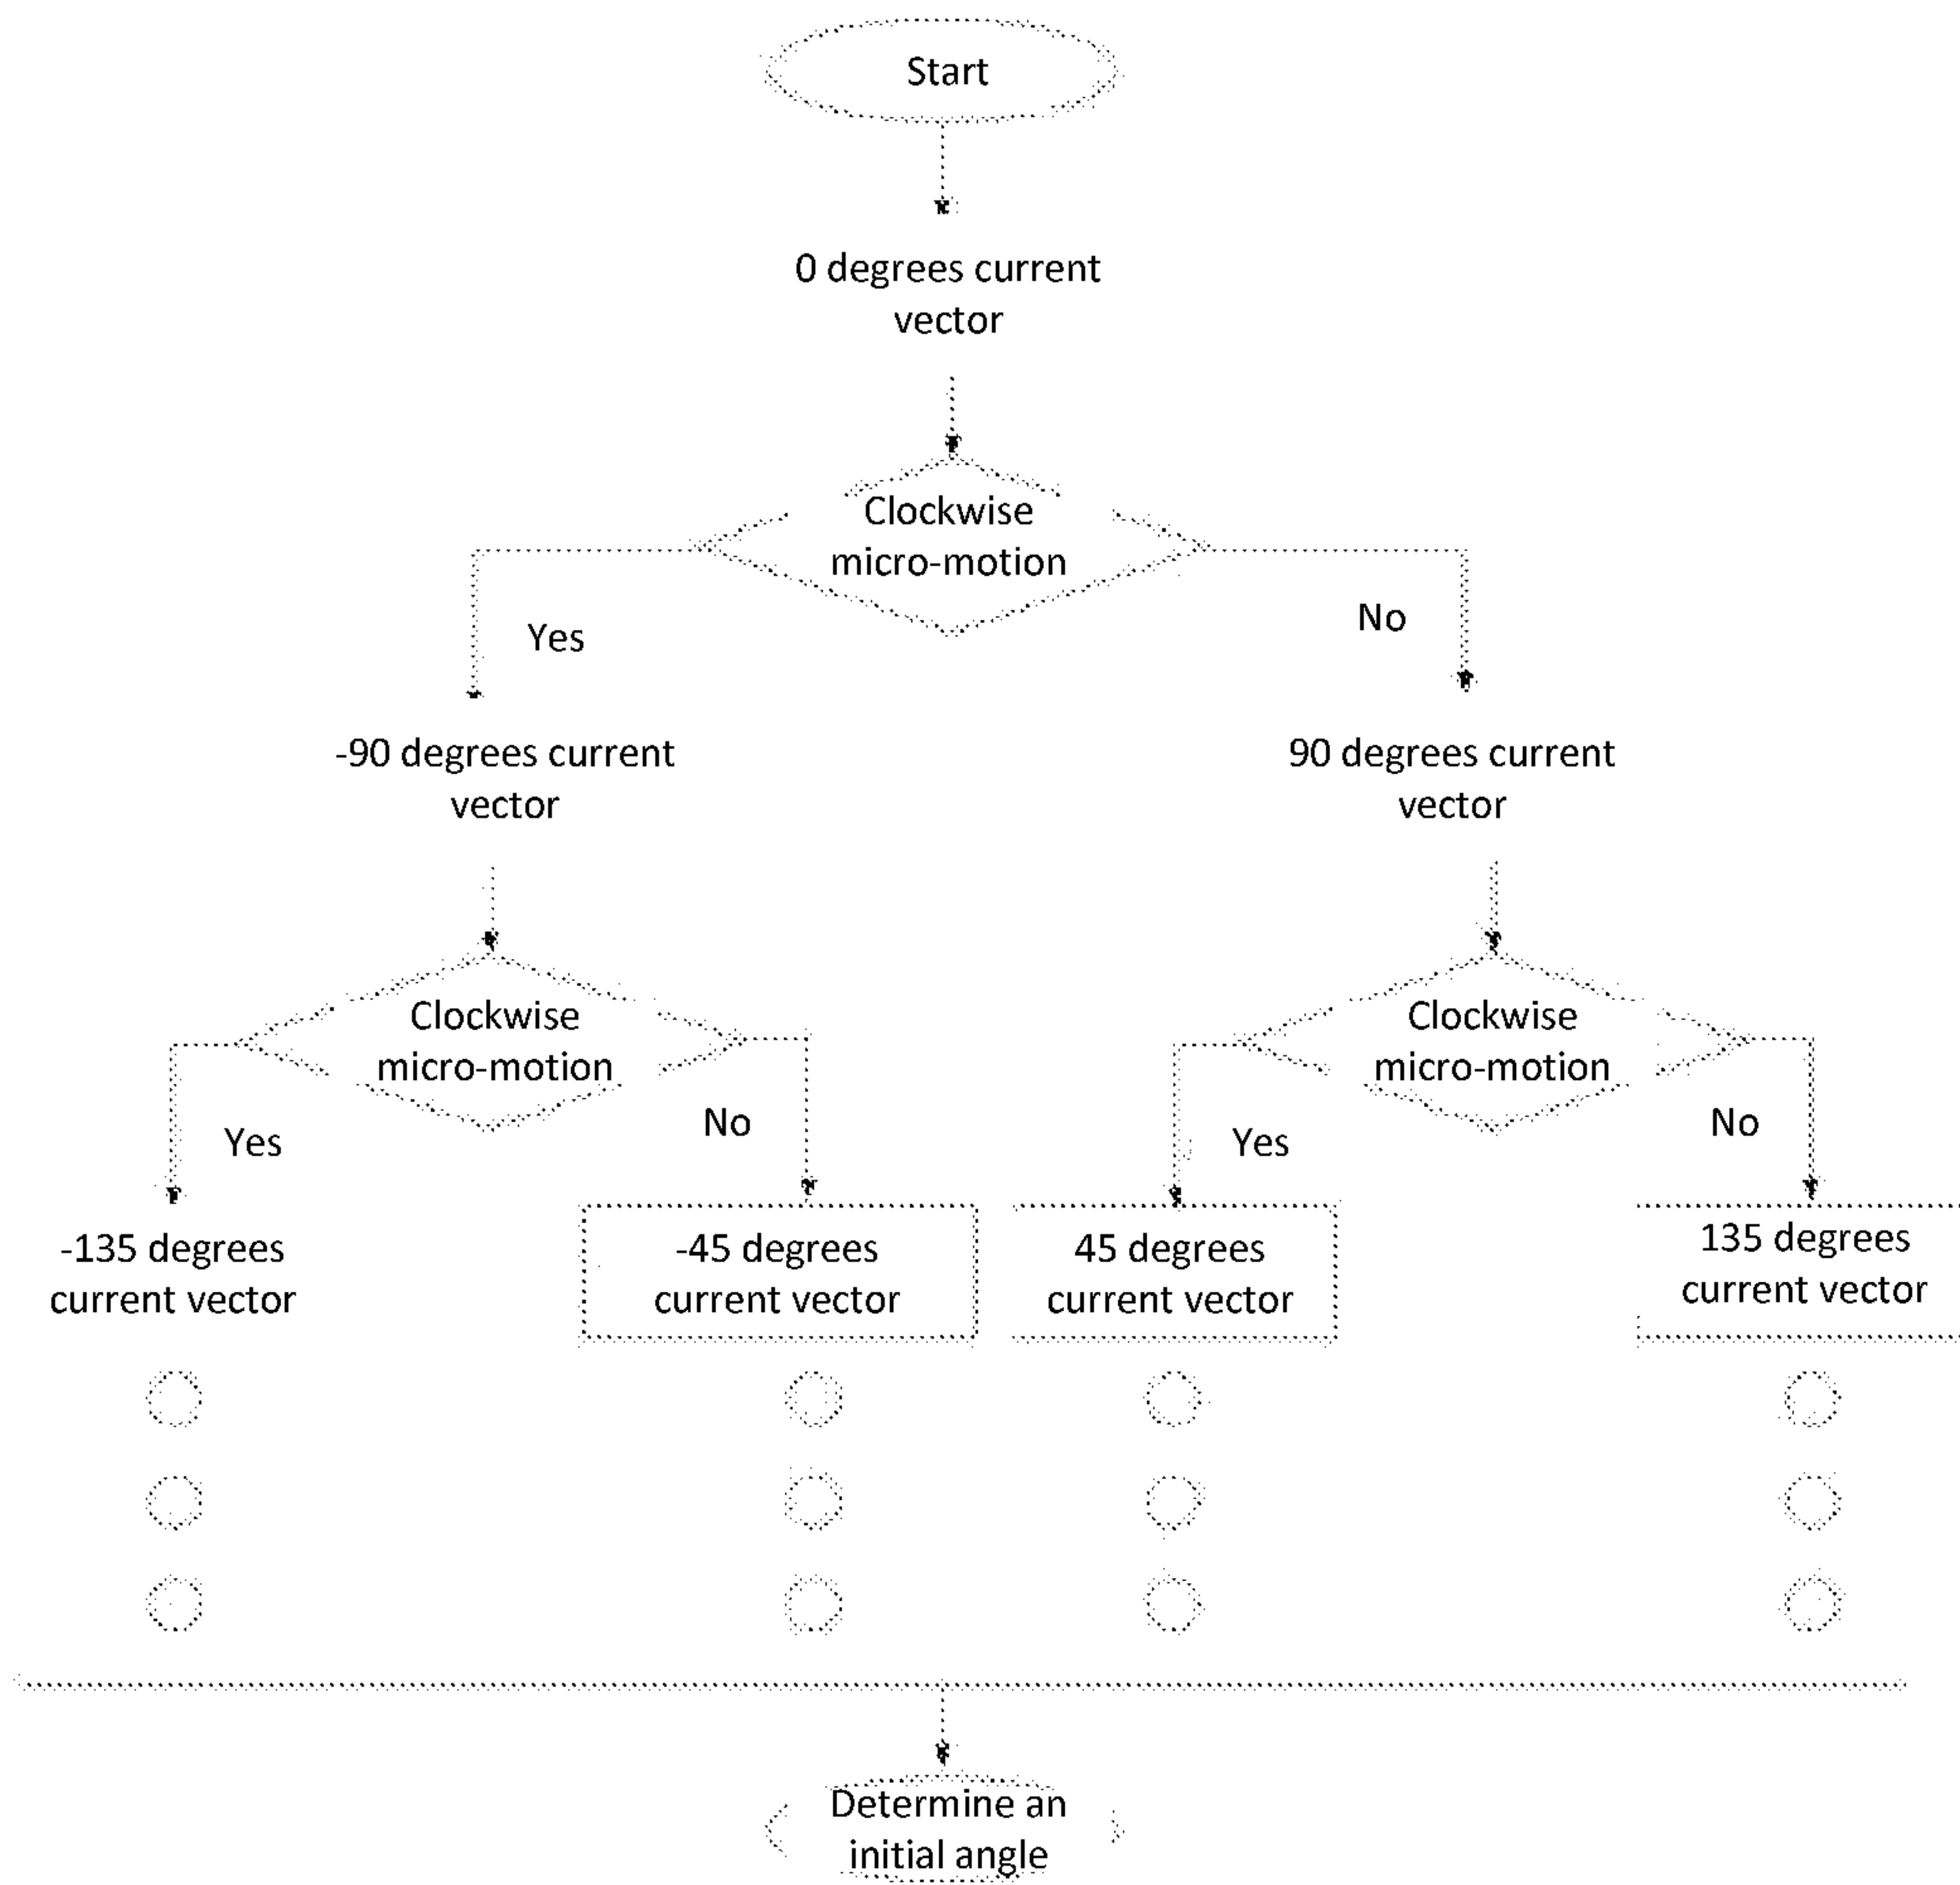 Start
0 degrees current
vector
Clockwise
micro-motion
Yes
No
-90 degrees current
vector
90 degrees current
vector
Clockwise
micro-motion
Yes
No
Clockwise
micro-motion
Yes
No
-135 degrees
current vector
-45 degrees
current vector
45 degrees
current vector
135 degrees
current vector
Determine an
initial angle